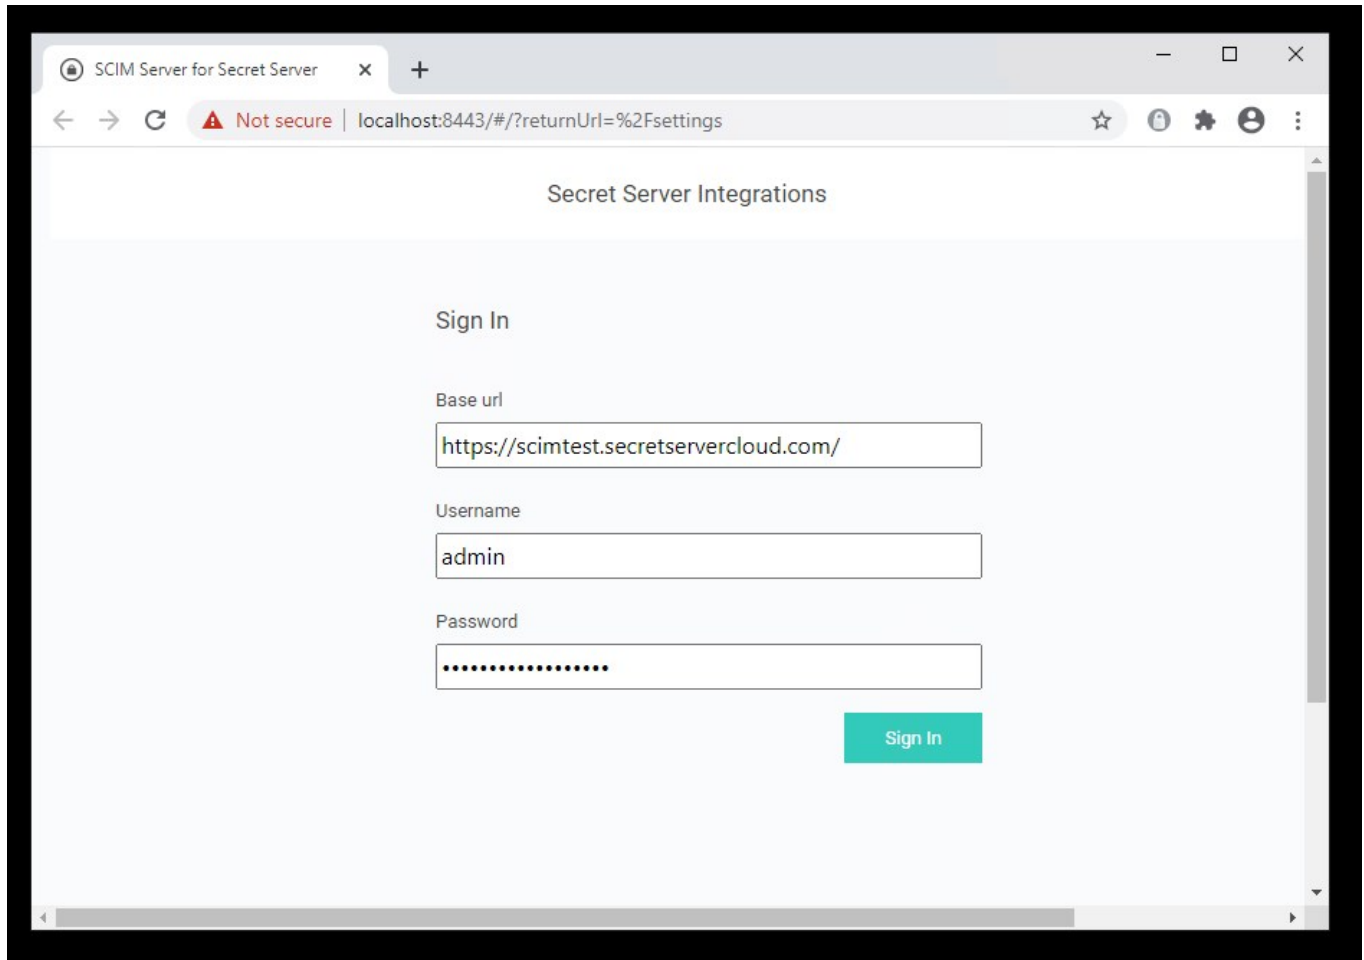 SCIM Server for Secret Server
Not secure | localhost:8443/#/?returnUrl=%2Fsettings
Secret Server Integrations
Sign In
Base url
https://scimtest.secretservercloud.com/
Username
admin
Password
••••••••••••••••••
Sign In